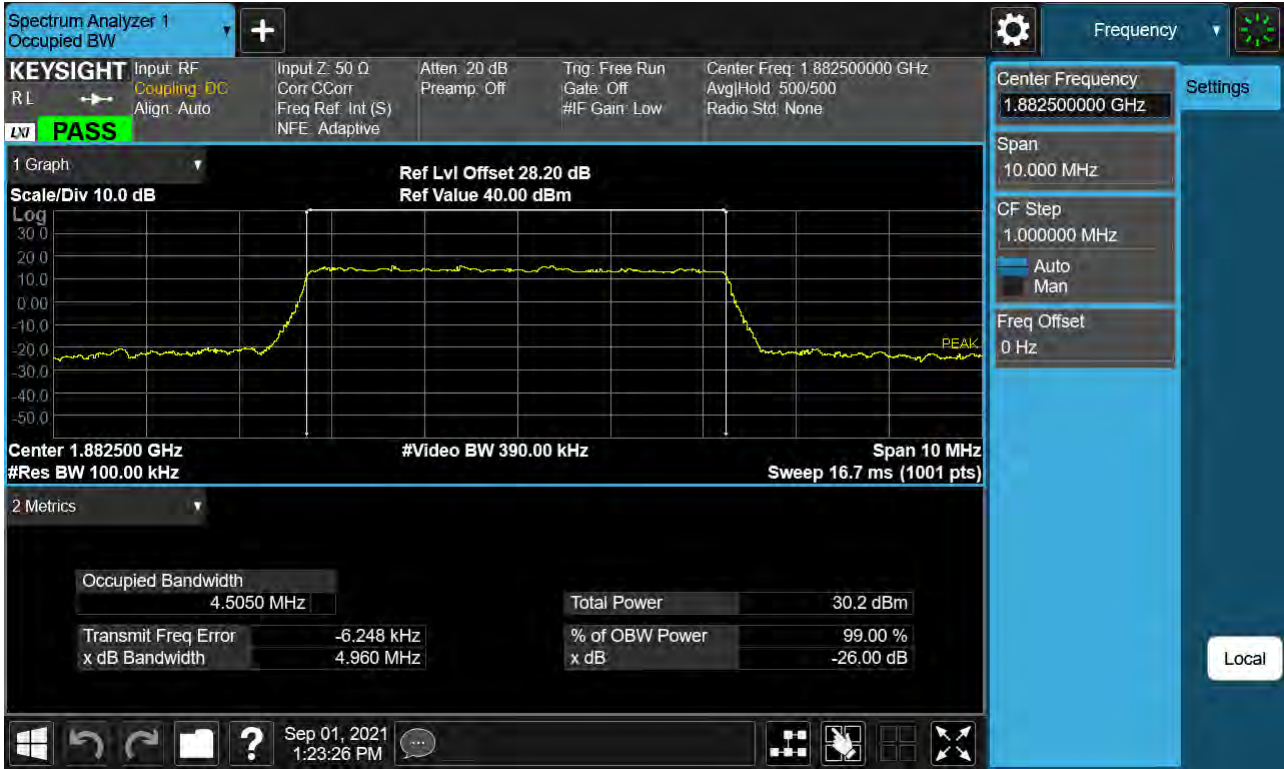 Spectrum Analyzer 1
Occupied BW
Frequency
KEYSIGHT
R L
LXI PASS
Input: RF
Coupling: DC
Align: Auto
Input Z: 50 Ω
Corr CCorr
Freq Ref: Int (S)
NFE: Adaptive
Atten: 20 dB
Preamp: Off
Trig: Free Run
Gate: Off
#IF Gain: Low
Center Freq: 1.882500000 GHz
Avg|Hold: 500/500
Radio Std: None
Center Frequency
1.882500000 GHz
Settings
Span
10.000 MHz
CF Step
1.000000 MHz
Auto
Man
Freq Offset
0 Hz
1 Graph
Scale/Div 10.0 dB
Ref Lvl Offset 28.20 dB
Ref Value 40.00 dBm
Log
30.0
20.0
10.0
0.00
-10.0
-20.0
-30.0
-40.0
-50.0
PEAK
Center 1.882500 GHz
#Video BW 390.00 kHz
Span 10 MHz
#Res BW 100.00 kHz
Sweep 16.7 ms (1001 pts)
2 Metrics
Occupied Bandwidth
4.5050 MHz
Total Power 30.2 dBm
Transmit Freq Error -6.248 kHz
% of OBW Power 99.00 %
x dB Bandwidth 4.960 MHz
x dB -26.00 dB
Local
?
Sep 01, 2021
1:23:26 PM